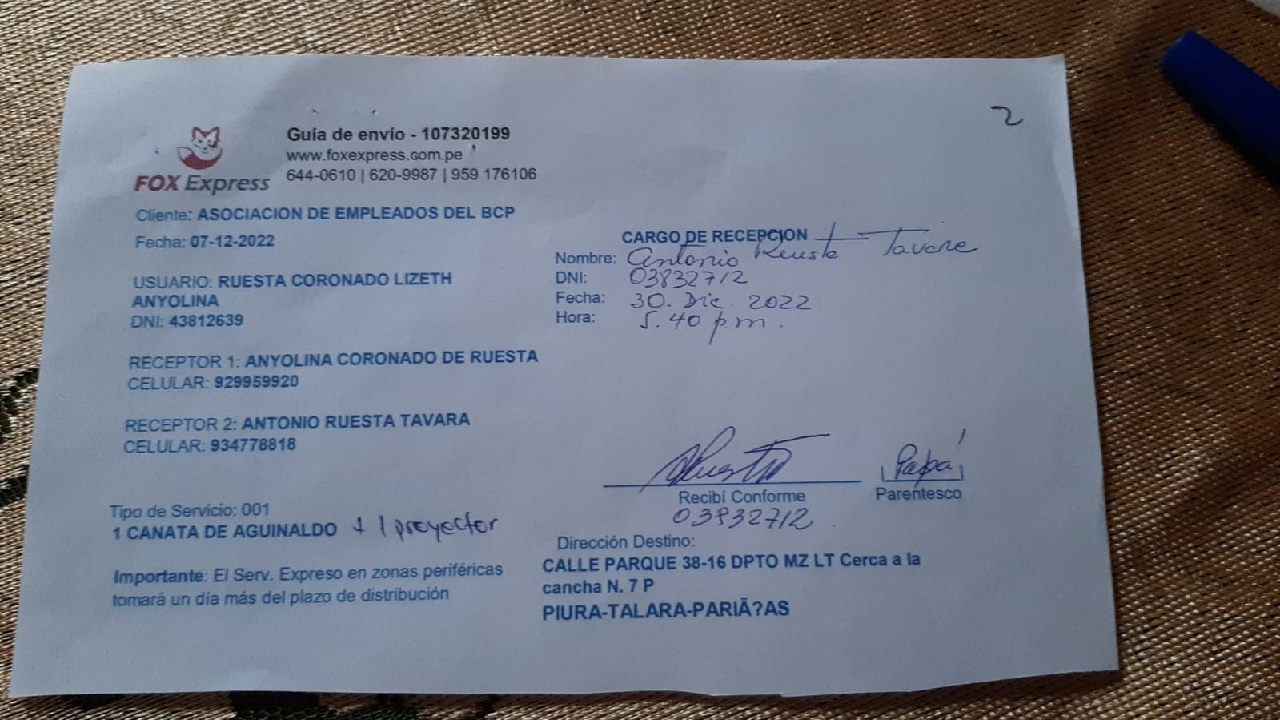 2
Guía de envío - 107320199
www.foxexpress.com.pe
644-0610 | 620-9987 | 959 176106
FOX Express
Cliente: ASOCIACION DE EMPLEADOS DEL BCP
Fecha: 07-12-2022
USUARIO: RUESTA CORONADO LIZETH
ANYOLINA
DNI: 43812639
RECEPTOR 1: ANYOLINA CORONADO DE RUESTA
CELULAR: 929959920
RECEPTOR 2: ANTONIO RUESTA TAVARA
CELULAR: 934778818
Tipo de Servicio: 001
1 CANATA DE AGUINALDO + 1 proyector
Importante: El Serv. Expreso en zonas periféricas
tomará un día más del plazo de distribución
CARGO DE RECEPCION
Nombre: Antonio Ruesta Tavara
DNI: 03832712
Fecha: 30. Dic. 2022
Hora: 5.40 p.m.
Recibí Conforme
03832712
Papá
Parentesco
Dirección Destino:
CALLE PARQUE 38-16 DPTO MZ LT Cerca a la
cancha N. 7 P
PIURA-TALARA-PARIÃ?AS